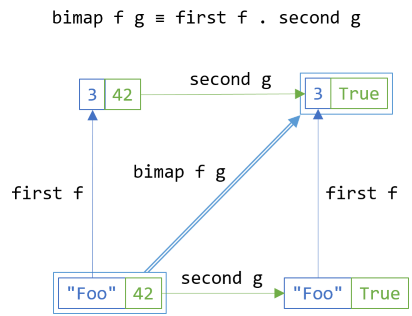 bimap f g ≡ first f . second g
second g
3 42
3 True
bimap f g
first f
first f
second g
"Foo" 42
"Foo" True